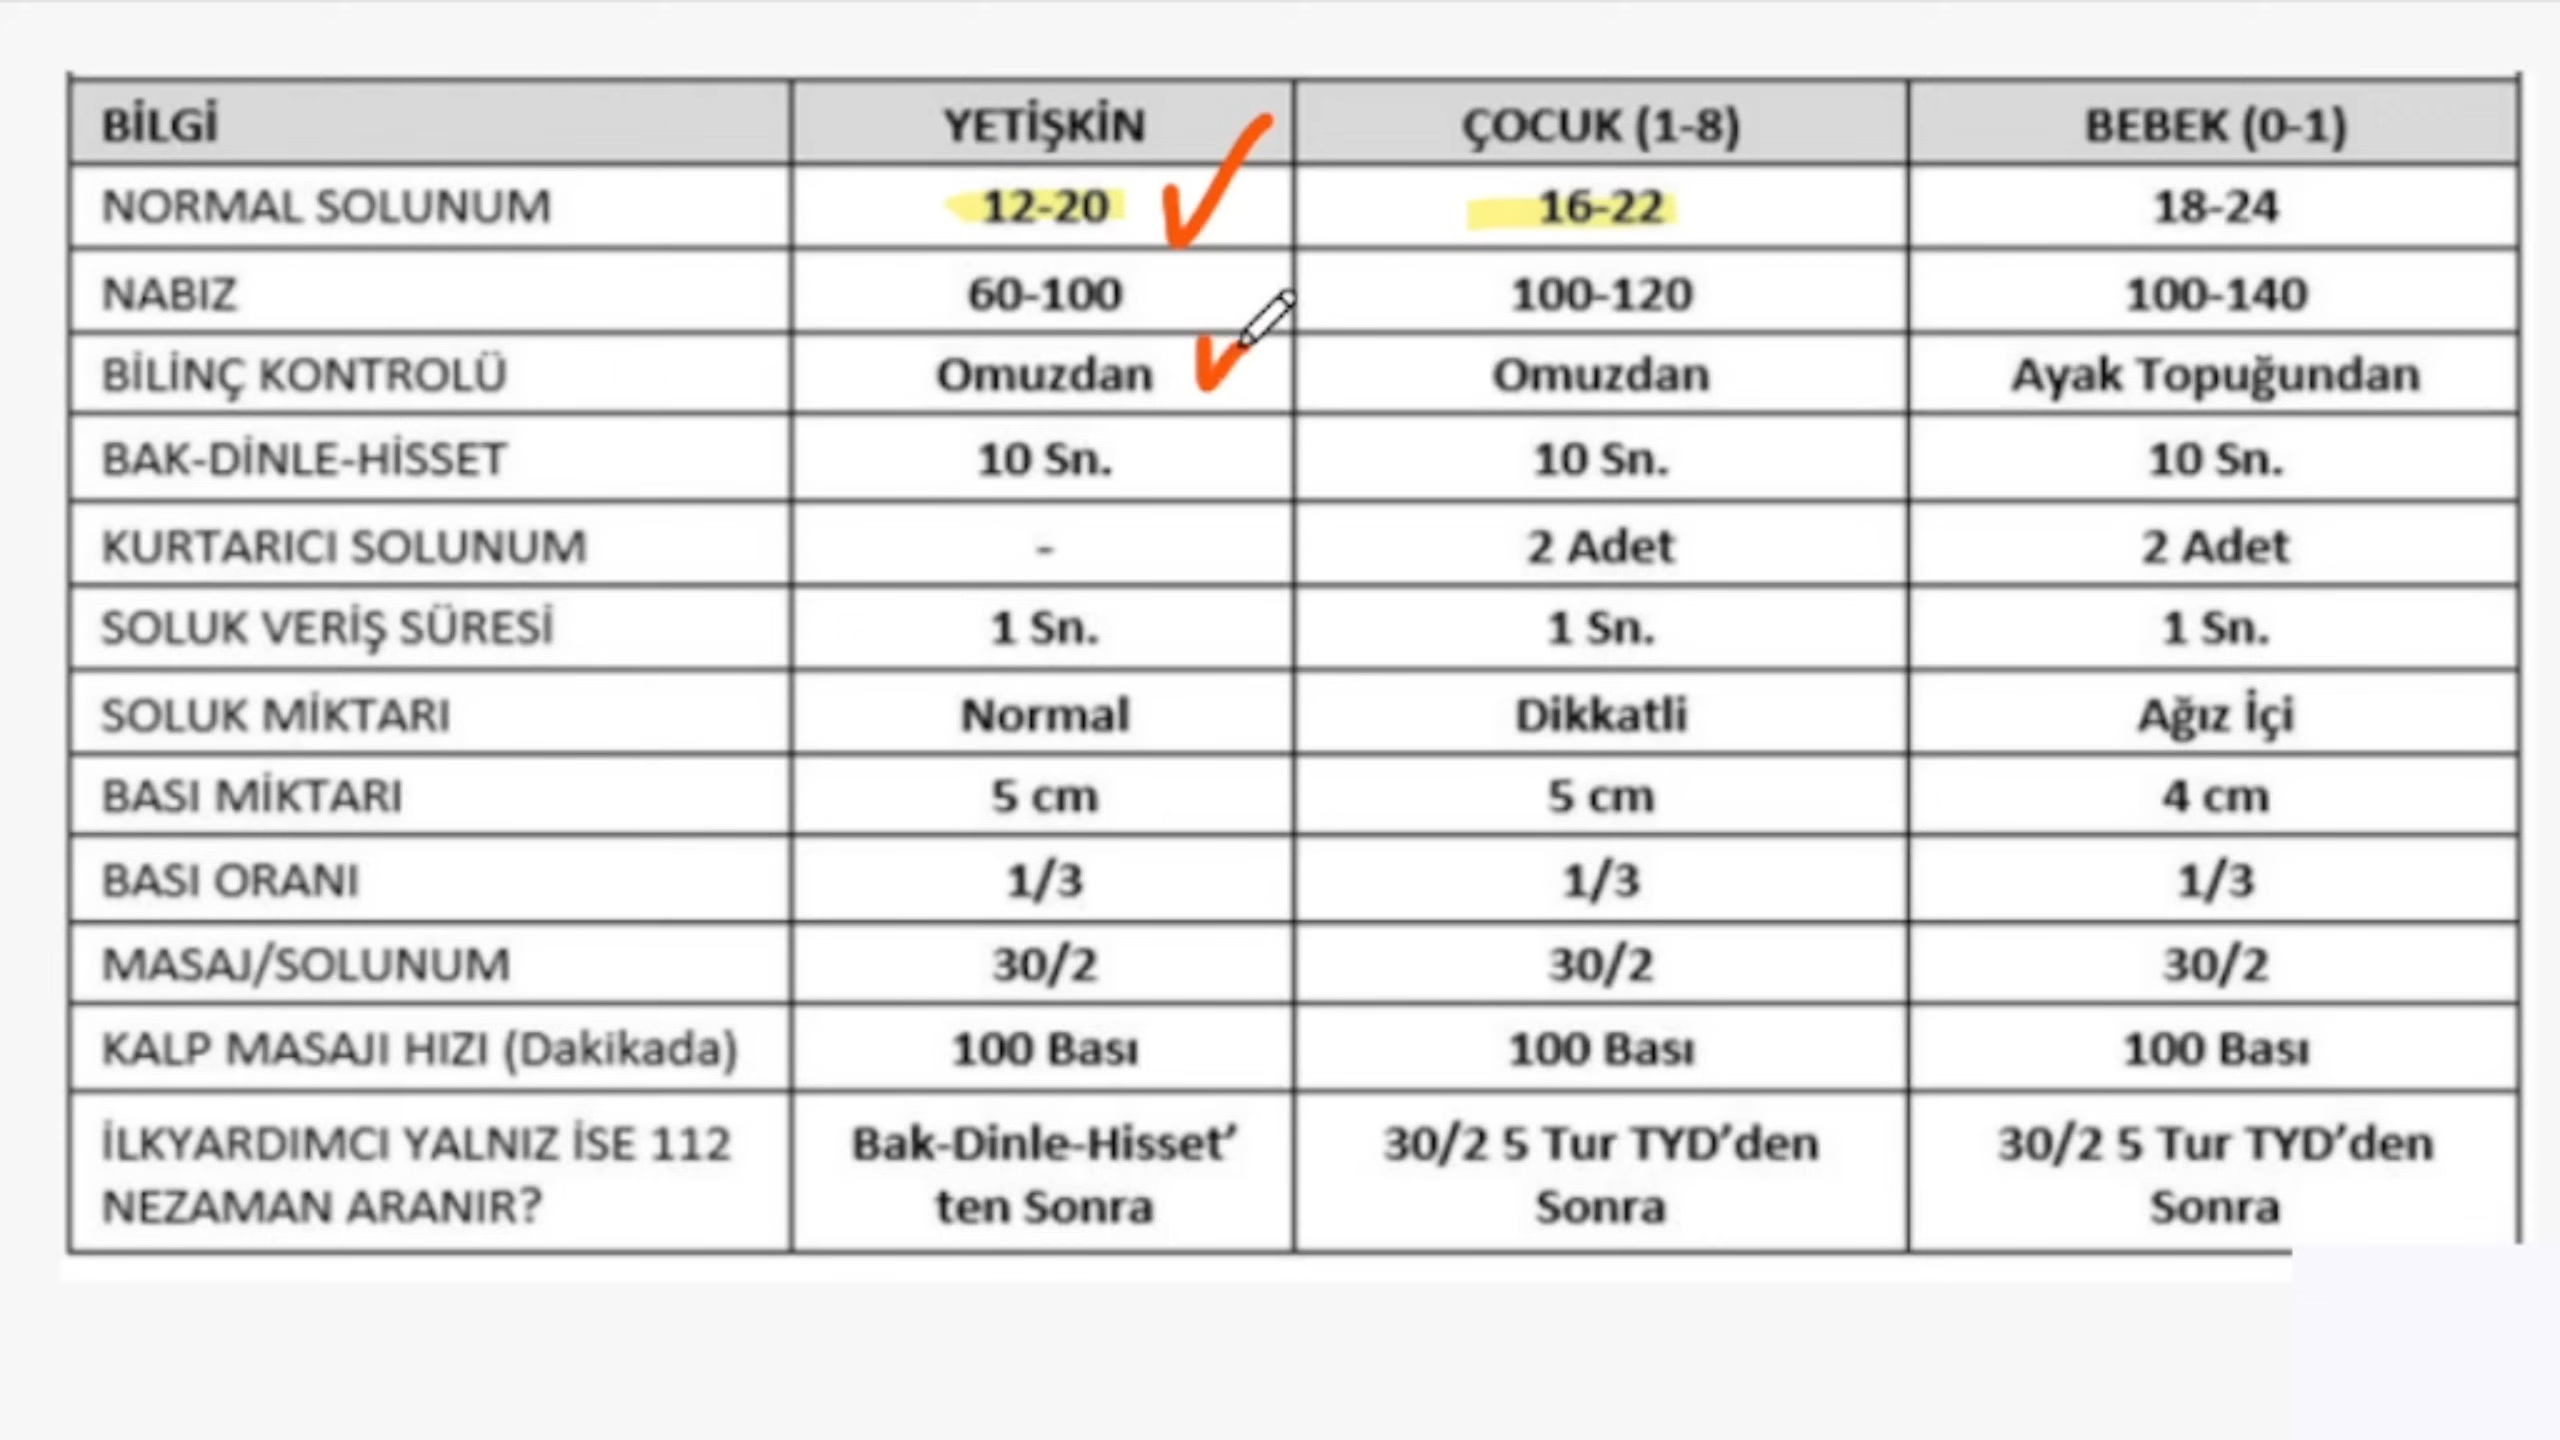 BİLGİ YETİŞKİN ÇOCUK (1-8) BEBEK (0-1)
NORMAL SOLUNUM 12-20 16-22 18-24
NABIZ 60-100 100-120 100-140
BİLİNÇ KONTROLÜ Omuzdan Omuzdan Ayak Topuğundan
BAK-DİNLE-HİSSET 10 Sn. 10 Sn. 10 Sn.
KURTARICI SOLUNUM - 2 Adet 2 Adet
SOLUK VERİŞ SÜRESİ 1 Sn. 1 Sn. 1 Sn.
SOLUK MİKTARI Normal Dikkatli Ağız İçi
BASI MİKTARI 5 cm 5 cm 4 cm
BASI ORANI 1/3 1/3 1/3
MASAJ/SOLUNUM 30/2 30/2 30/2
KALP MASAJI HIZI (Dakikada) 100 Bası 100 Bası 100 Bası
İLKYARDIMCI YALNIZ İSE 112 Bak-Dinle-Hisset’ 30/2 5 Tur TYD’den 30/2 5 Tur TYD’den
NEZAMAN ARANIR? ten Sonra Sonra Sonra